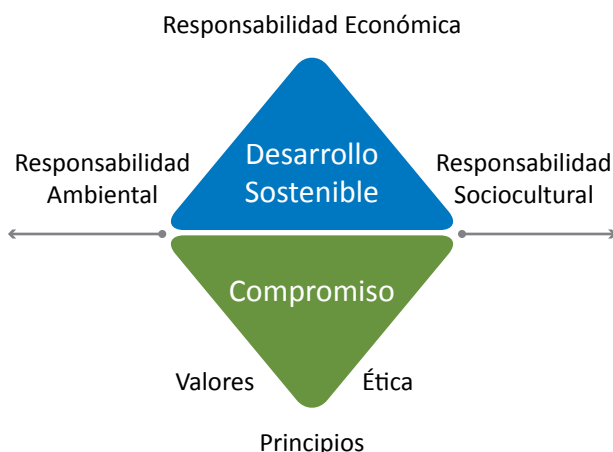 Responsabilidad Económica
Responsabilidad
Ambiental
Desarrollo
Sostenible
Responsabilidad
Sociocultural
Compromiso
Valores
Ética
Principios